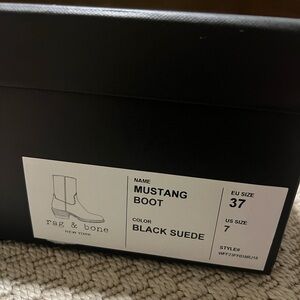 rag & bone
NEW YORK
NAME
MUSTANG
BOOT
COLOR
BLACK SUEDE
EU SIZE
37
US SIZE
7
STYLE#